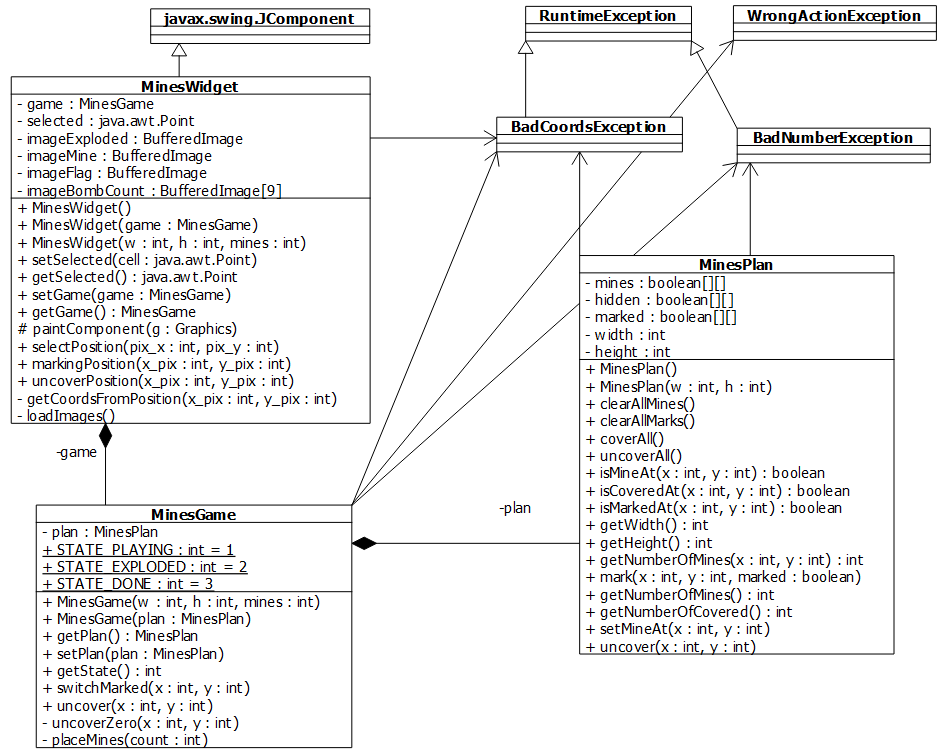 javax.swing.JComponent
RuntimeException
WrongActionException
MinesWidget
- game : MinesGame
- selected : java.awt.Point
- imageExploded : BufferedImage
- imageMine : BufferedImage
- imageFlag : BufferedImage
- imageBombCount : BufferedImage[9]
+ MinesWidget()
+ MinesWidget(game : MinesGame)
+ MinesWidget(w : int, h : int, mines : int)
+ setSelected(cell : java.awt.Point)
+ getSelected() : java.awt.Point
+ setGame(game : MinesGame)
+ getGame() : MinesGame
# paintComponent(g : Graphics)
+ selectPosition(pix_x : int, pix_y : int)
+ markingPosition(x_pix : int, y_pix : int)
+ uncoverPosition(x_pix : int, y_pix : int)
- getCoordsFromPosition(x_pix : int, y_pix : int)
- loadImages()
BadCoordsException
BadNumberException
MinesPlan
- mines : boolean[][]
- hidden : boolean[][]
- marked : boolean[][]
- width : int
- height : int
+ MinesPlan()
+ MinesPlan(w : int, h : int)
+ clearAllMines()
+ clearAllMarks()
+ coverAll()
+ uncoverAll()
+ isMineAt(x : int, y : int) : boolean
+ isCoveredAt(x : int, y : int) : boolean
+ isMarkedAt(x : int, y : int) : boolean
+ getWidth() : int
+ getHeight() : int
+ getNumberOfMines(x : int, y : int) : int
+ mark(x : int, y : int, marked : boolean)
+ getNumberOfMines() : int
+ getNumberOfCovered() : int
+ setMineAt(x : int, y : int)
+ uncover(x : int, y : int)
-game
-plan
MinesGame
- plan : MinesPlan
+ STATE_PLAYING : int = 1
+ STATE_EXPLODED : int = 2
+ STATE_DONE : int = 3
+ MinesGame(w : int, h : int, mines : int)
+ MinesGame(plan : MinesPlan)
+ getPlan() : MinesPlan
+ setPlan(plan : MinesPlan)
+ getState() : int
+ switchMarked(x : int, y : int)
+ uncover(x : int, y : int)
- uncoverZero(x : int, y : int)
- placeMines(count : int)